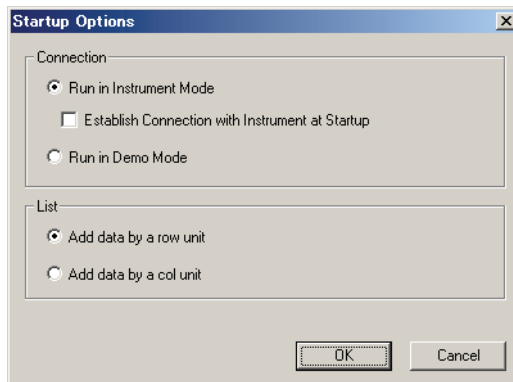 Startup Options
Connection
Run in Instrument Mode
Establish Connection with Instrument at Startup
Run in Demo Mode
List
Add data by a row unit
Add data by a col unit
OK Cancel